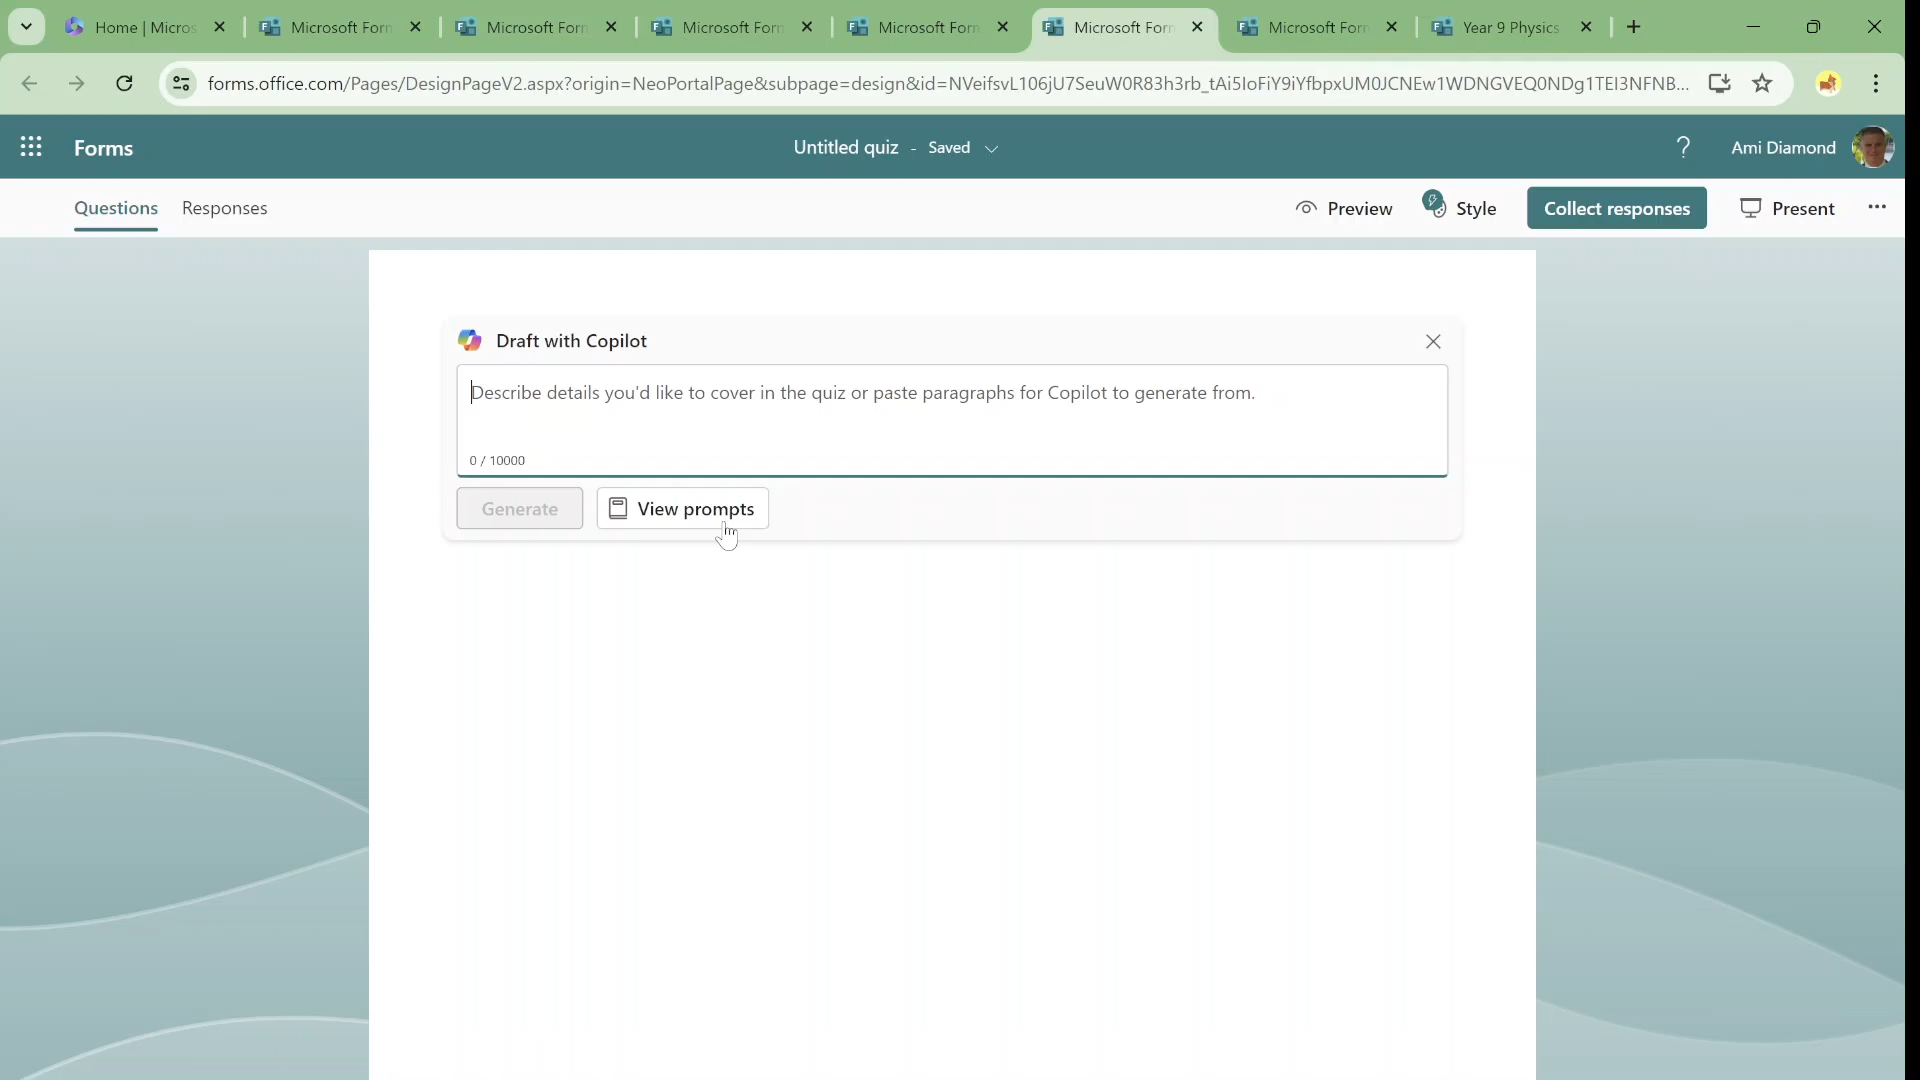 Home | Micros
Microsoft Form
Microsoft Form
Microsoft Form
Microsoft Form
Microsoft Form
Microsoft Form
Year 9 Physics
forms.office.com/Pages/DesignPageV2.aspx?origin=NeoPortalPage&subpage=design&id=NVeifsvL106jU7SeuW0R83h3rb_tAi5IoFiY9iYfbpxUM0JCNEw1WDNGVEQ0NDg1TEI3NFNB...
Forms
Untitled quiz - Saved
? Ami Diamond
Questions Responses
Preview Style Collect responses Present ...
Draft with Copilot
Describe details you'd like to cover in the quiz or paste paragraphs for Copilot to generate from.
0 / 10000
Generate View prompts